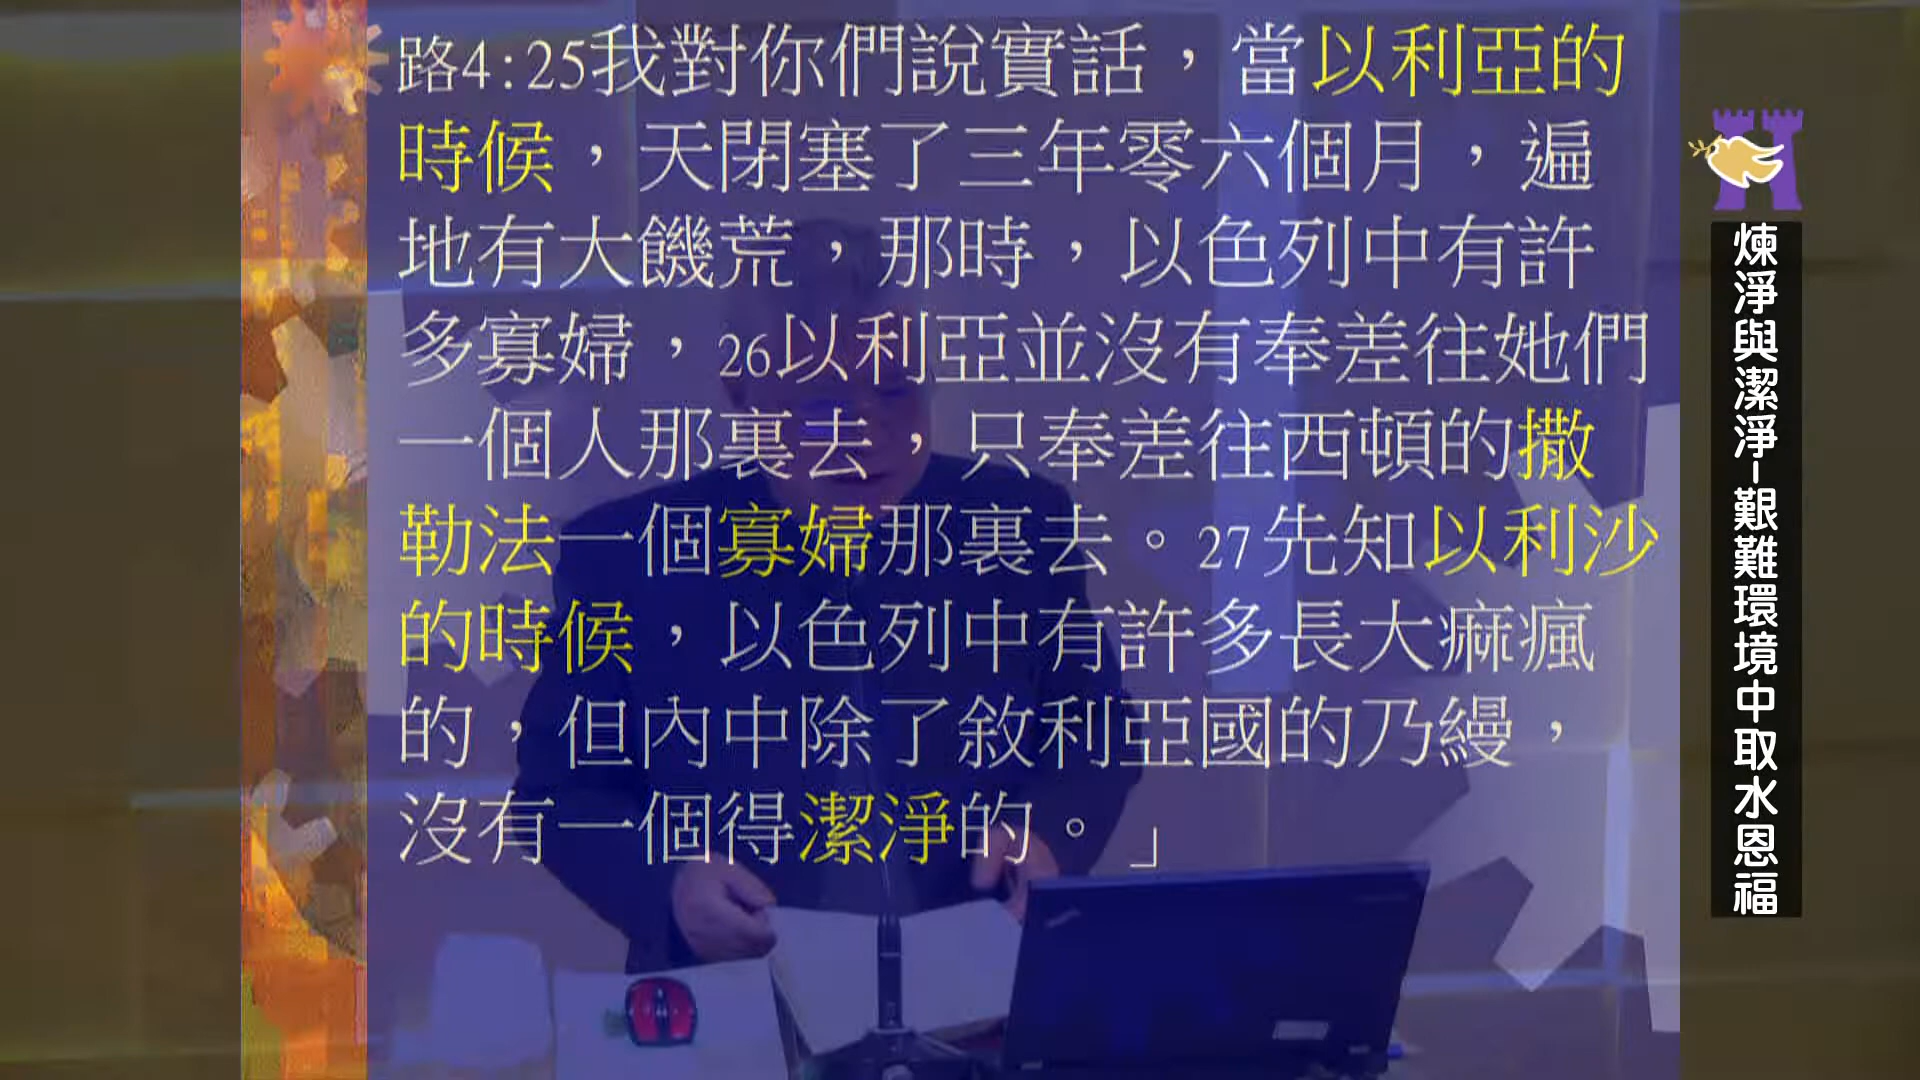 路4:25我對你們說實話，當以利亞的
時候，天閉塞了三年零六個月，遍
地有大饑荒，那時，以色列中有許
多寡婦，26以利亞並沒有奉差往她們
一個人那裏去，只奉差往西頓的撒
勒法一個寡婦那裏去。27先知以利沙
的時候，以色列中有許多長大痲瘋
的，但內中除了敘利亞國的乃縵，
沒有一個得潔淨的。」
煉淨與潔淨-艱難環境中取水恩福